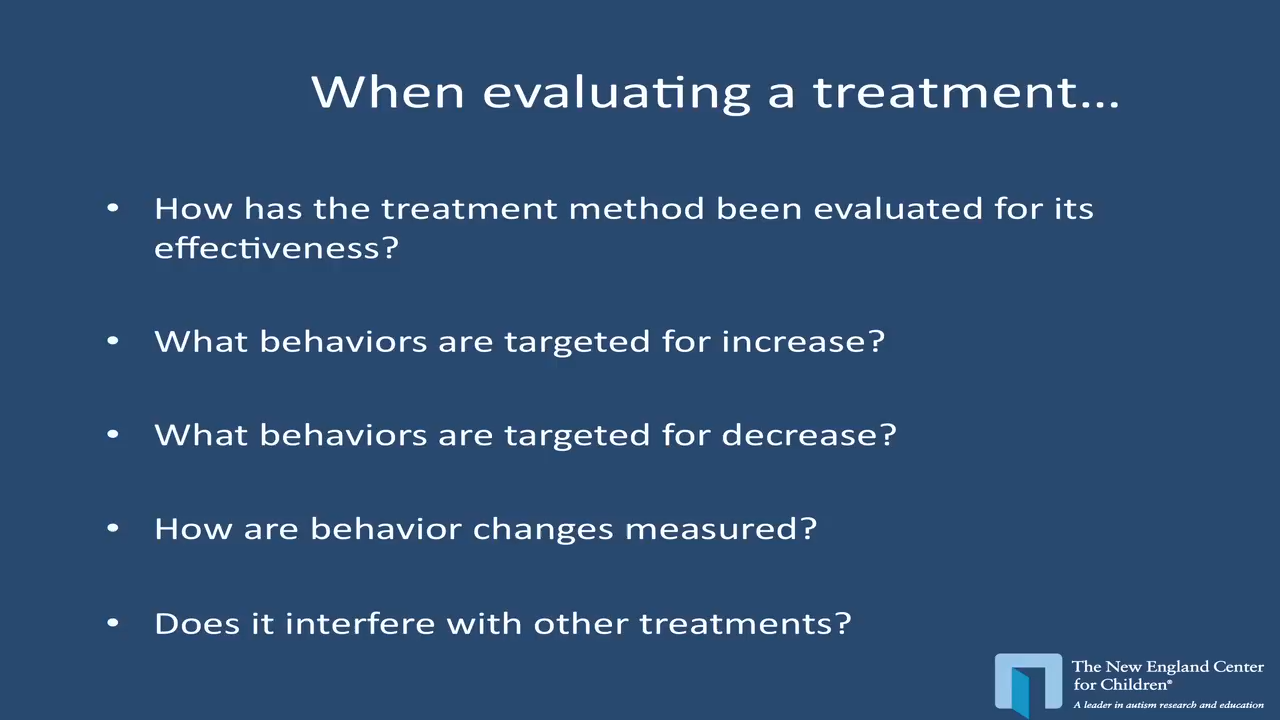 When evaluating a treatment...
• How has the treatment method been evaluated for its
effectiveness?
• What behaviors are targeted for increase?
• What behaviors are targeted for decrease?
• How are behavior changes measured?
• Does it interfere with other treatments?
The New England Center
for Children®
A leader in autism research and education